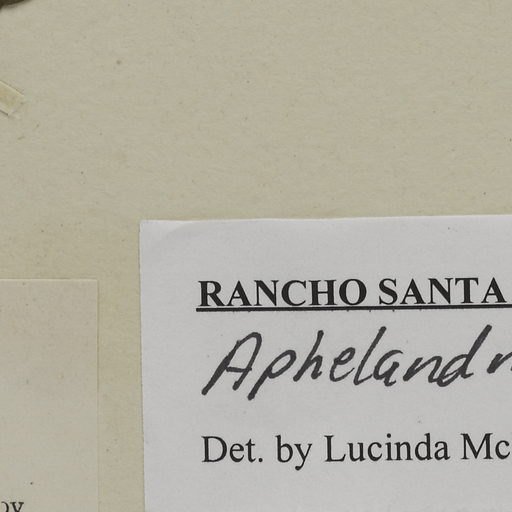 RANCHO SANTA
Apheland
Det. by Lucinda Mc